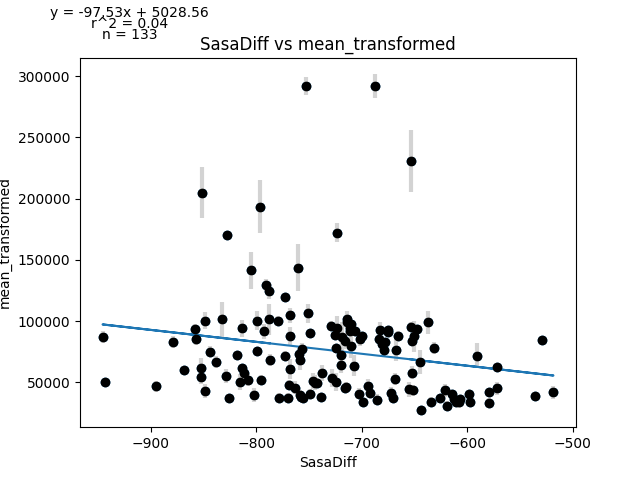 y = -97.53x + 5028.56
r^2 = 0.04
n = 133
SasaDiff vs mean_transformed
300000
250000
200000
150000
100000
50000
mean_transformed
−900 −800 −700 −600 −500
SasaDiff